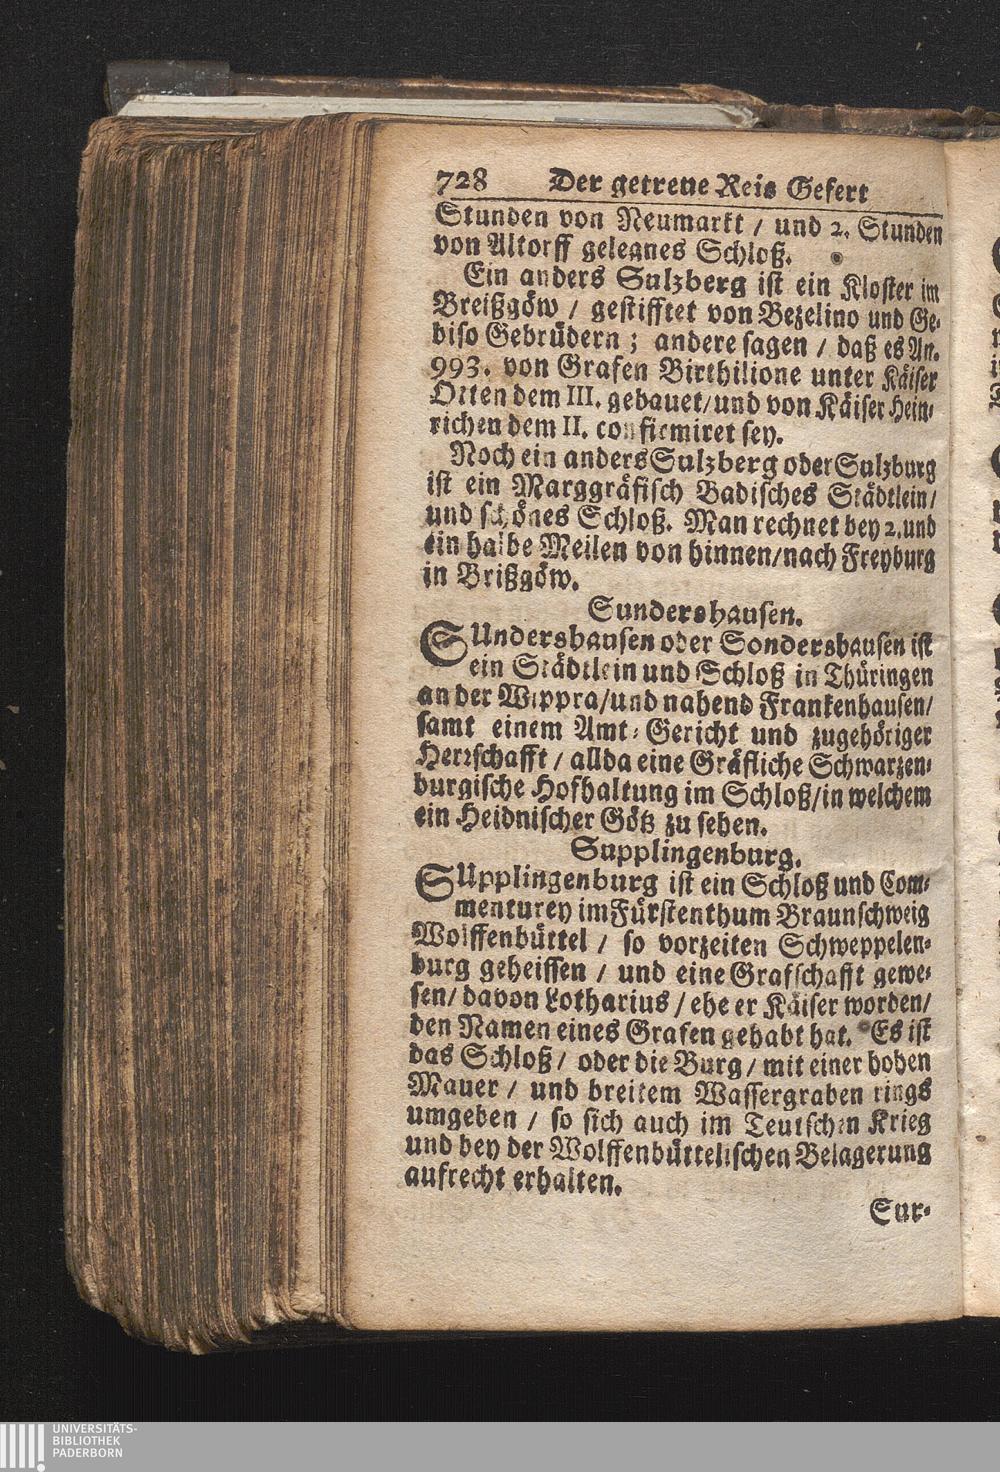 728 Der getreue Reis Gefert
Stunden von Neumarkt / und 2. Stunden
von Altorff gelegnes Schloß.
Ein anders Sulzberg ist ein Kloster im
Breißgöw / gestifftet von Bezelino und Ge-
biso Gebrüdern ; andere sagen / daß es An.
993. von Grafen Birthilione unter Käiser
Otten dem III. gebauet/und von Käiser Hein-
richen dem II. confirmiret sey.
Noch ein anders Sulzberg oder Sulzburg
ist ein Marggräfisch Badisches Städtlein/
und schönes Schloß. Man rechnet bey 2. und
ein halbe Meilen von hinnen/nach Freyburg
in Brißgöw.
Sundershausen.
SUndershausen oder Sondershausen ist
ein Städtlein und Schloß in Thüringen
an der Wippra/und nahend Frankenhausen/
samt einem Amt-Gericht und zugehöriger
Herrschafft / allda eine Gräfliche Schwarzen-
burgische Hofhaltung im Schloß/in welchem
ein Heidnischer Götz zu sehen.
Supplingenburg.
SUpplingenburg ist ein Schloß und Com-
menturey im Fürstenthum Braunschweig
Wolffenbüttel / so vorzeiten Schweppelen-
burg geheissen / und eine Grafschafft gewe-
sen/ davon Lotharius / ehe er Käiser worden/
den Namen eines Grafen gehabt hat. Es ist
das Schloß / oder die Burg / mit einer hohen
Mauer / und breitem Wassergraben rings
umgeben / so sich auch im Teutschen Krieg
und bey der Wolffenbüttelischen Belagerung
aufrecht erhalten.
Sur-
UNIVERSITÄTS-
BIBLIOTHEK
PADERBORN